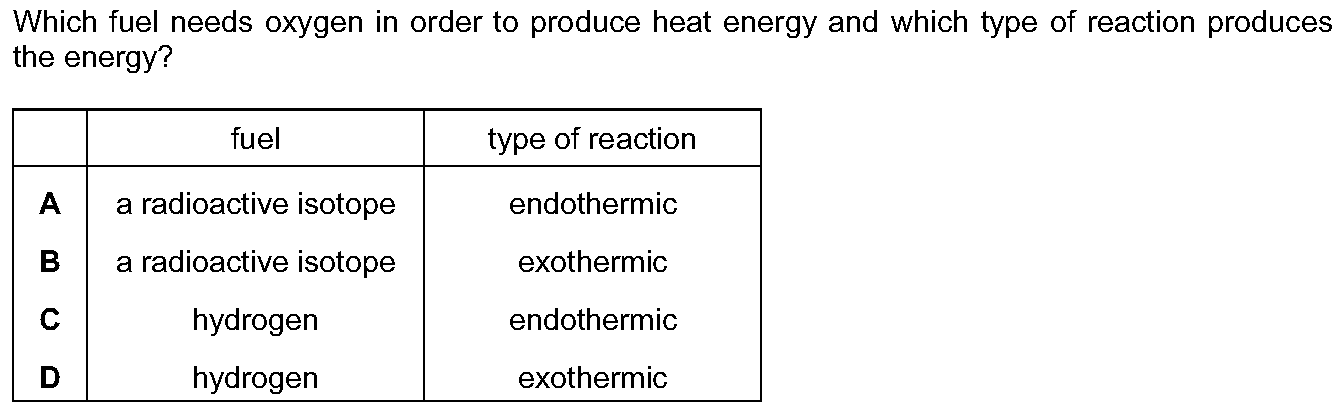 Which fuel needs oxygen in order to produce heat energy and which type of reaction produces
the energy?
fuel type of reaction
A a radioactive isotope endothermic
B a radioactive isotope exothermic
C hydrogen endothermic
D hydrogen exothermic